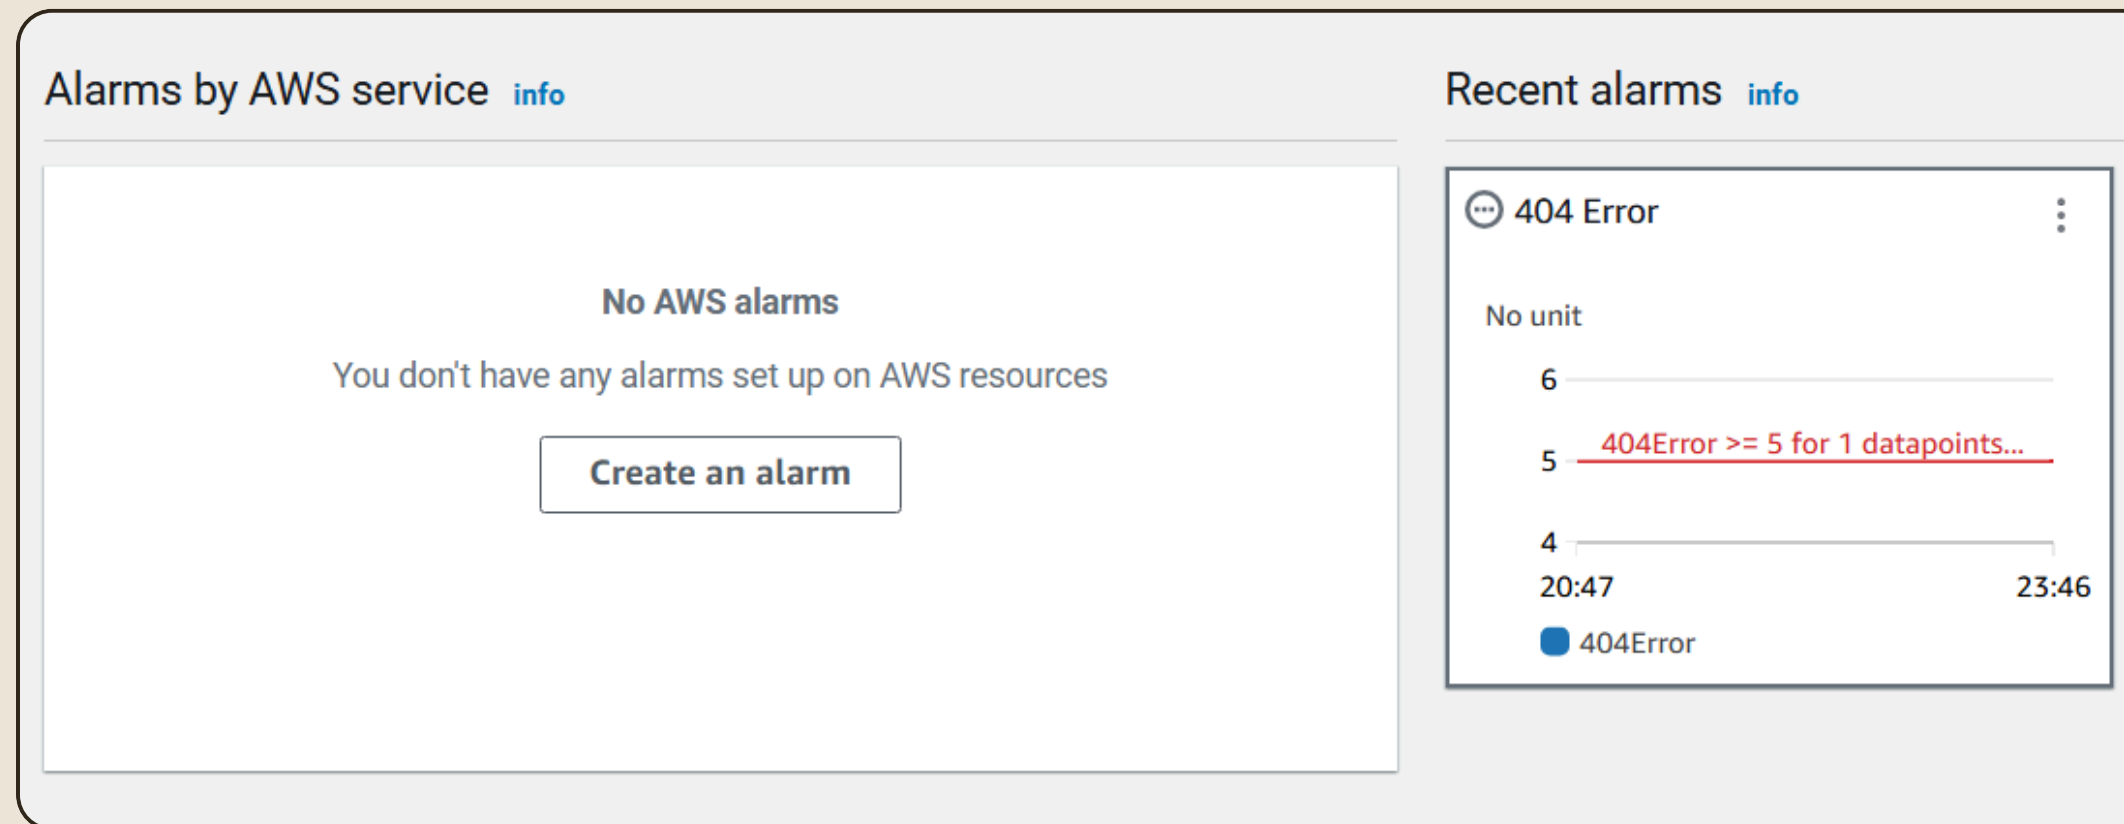 Alarms by AWS service info
No AWS alarms
You don't have any alarms set up on AWS resources
Create an alarm
Recent alarms info
404 Error
No unit
6
404Error >= 5 for 1 datapoints...
5
4
20:47 23:46
404Error